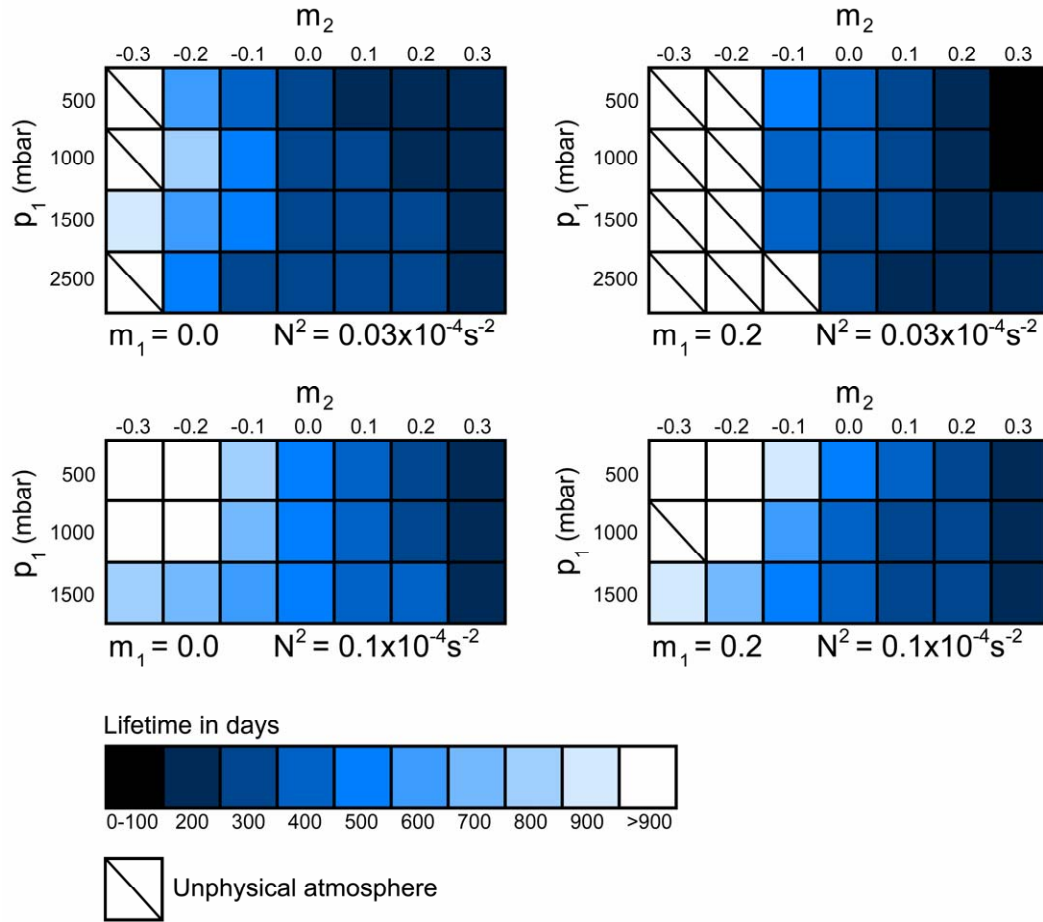 m₂
-0.3 -0.2 -0.1 0.0 0.1 0.2 0.3
p₁ (mbar)
500
1000
1500
2500
m₁ = 0.0 N² = 0.03x10⁻⁴s⁻²
m₂
-0.3 -0.2 -0.1 0.0 0.1 0.2 0.3
p₁ (mbar)
500
1000
1500
2500
m₁ = 0.2 N² = 0.03x10⁻⁴s⁻²
m₂
-0.3 -0.2 -0.1 0.0 0.1 0.2 0.3
p₁ (mbar)
500
1000
1500
m₁ = 0.0 N² = 0.1x10⁻⁴s⁻²
m₂
-0.3 -0.2 -0.1 0.0 0.1 0.2 0.3
p₁ (mbar)
500
1000
1500
m₁ = 0.2 N² = 0.1x10⁻⁴s⁻²
Lifetime in days
0-100 200 300 400 500 600 700 800 900 >900
Unphysical atmosphere